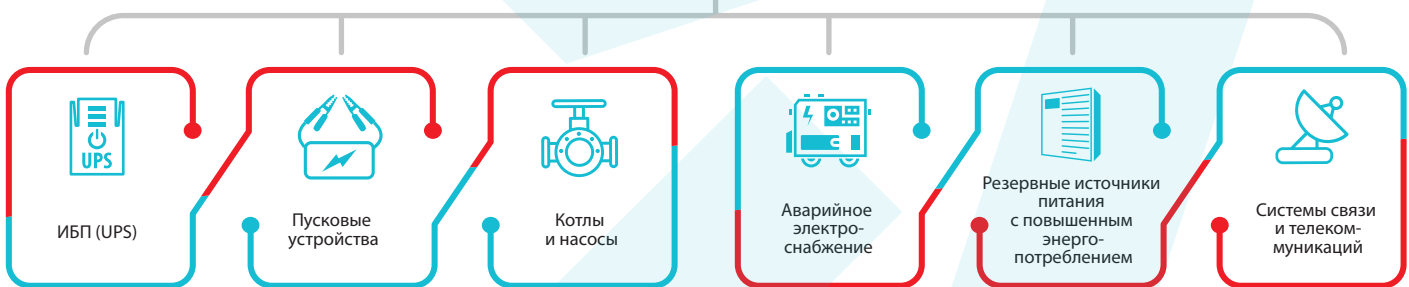 UPS
ИБП (UPS)
Пусковые
устройства
Котлы
и насосы
Аварийное
электро-
снабжение
Резервные источники
питания
с повышенным
энерго-
потреблением
Системы связи
и телеком-
муникаций